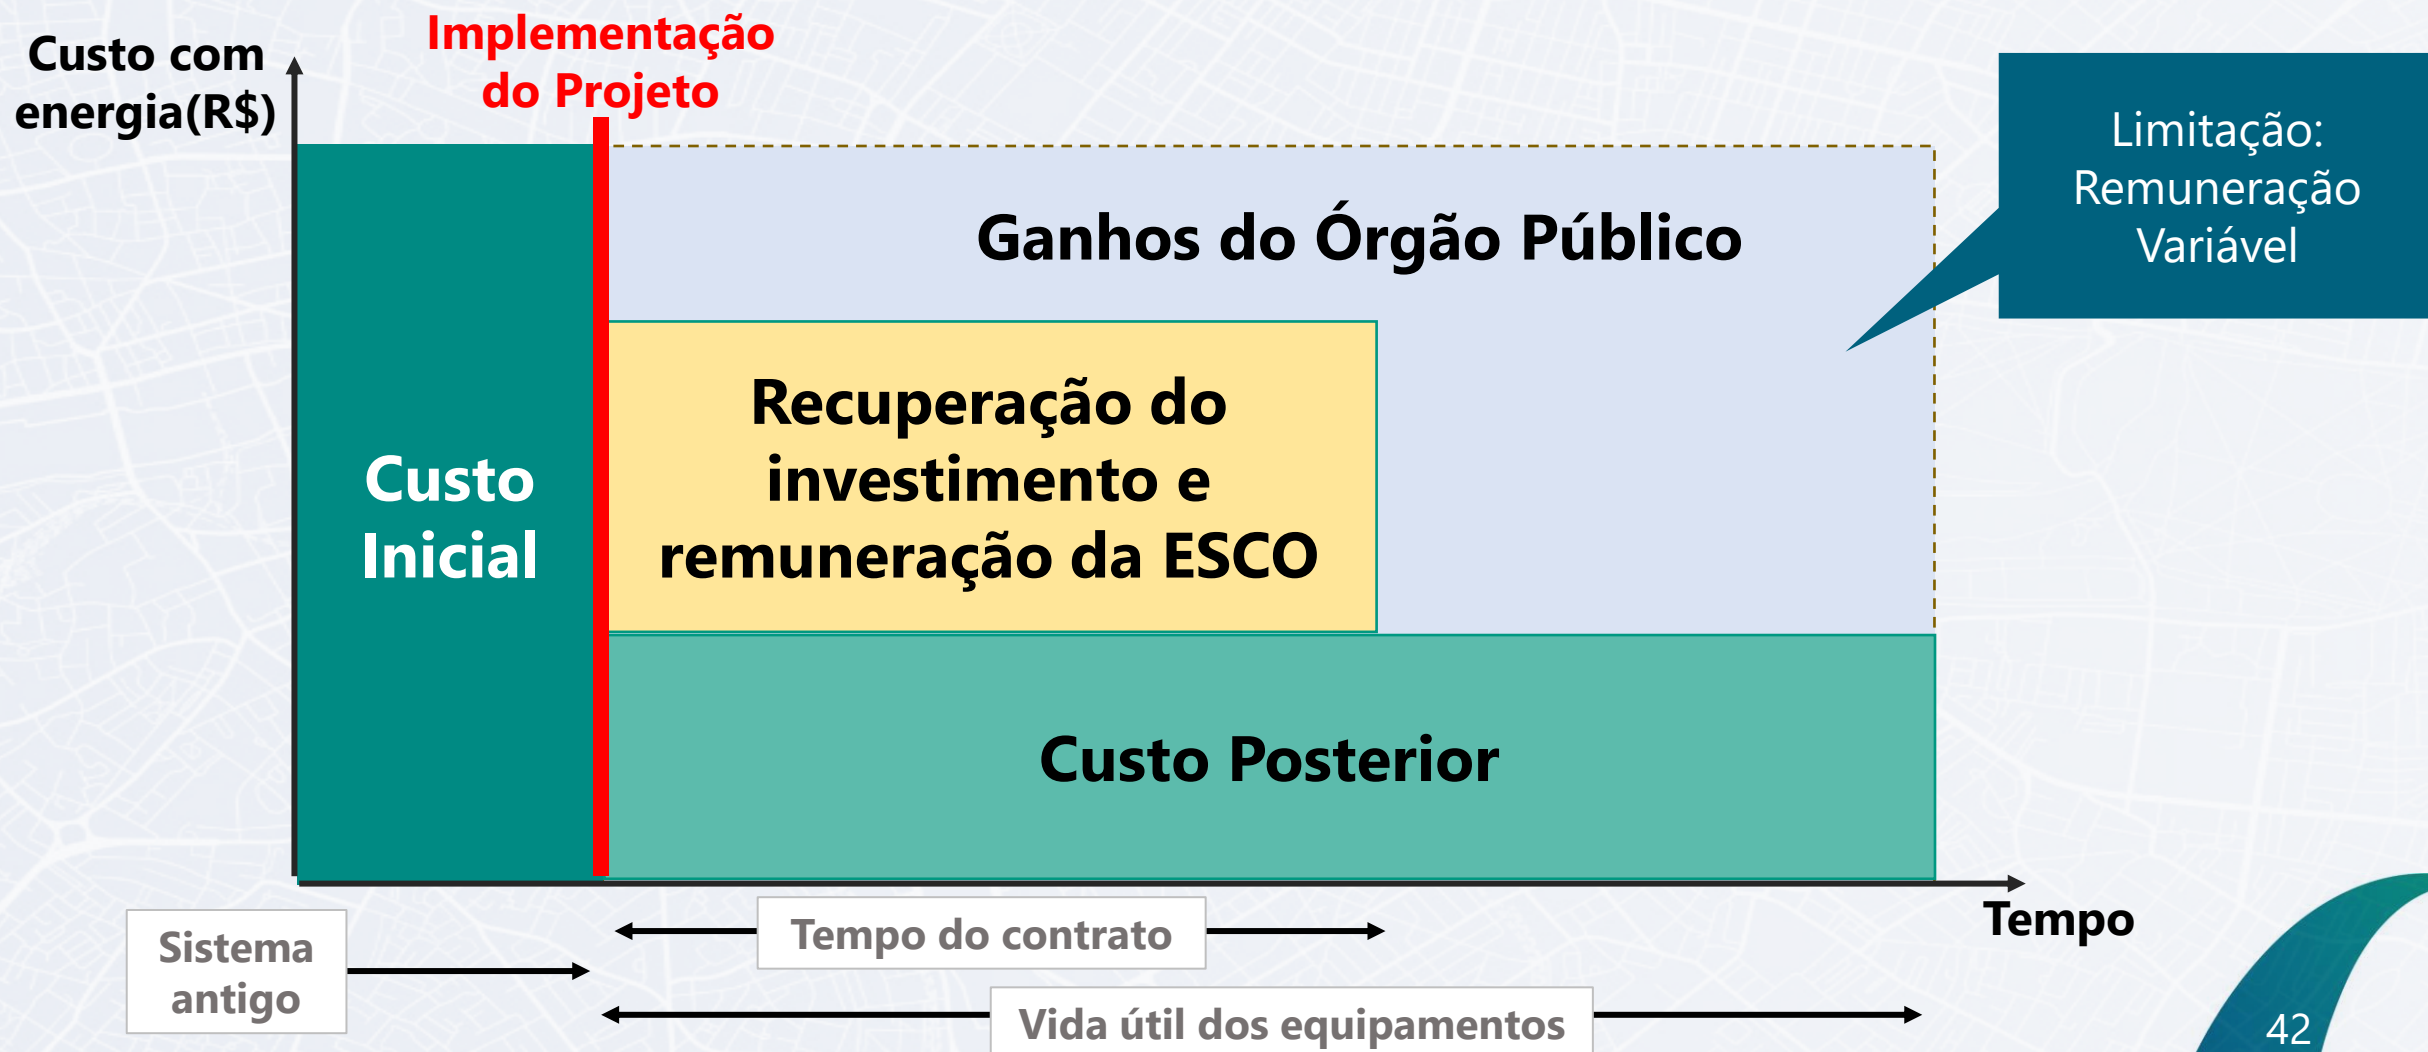 Custo com
energia(R$)
Implementação
do Projeto
Limitação:
Remuneração
Variável
Ganhos do Órgão Público
Recuperação do
investimento e
remuneração da ESCO
Custo
Inicial
Custo Posterior
Tempo
Tempo do contrato
Sistema
antigo
Vida útil dos equipamentos
42